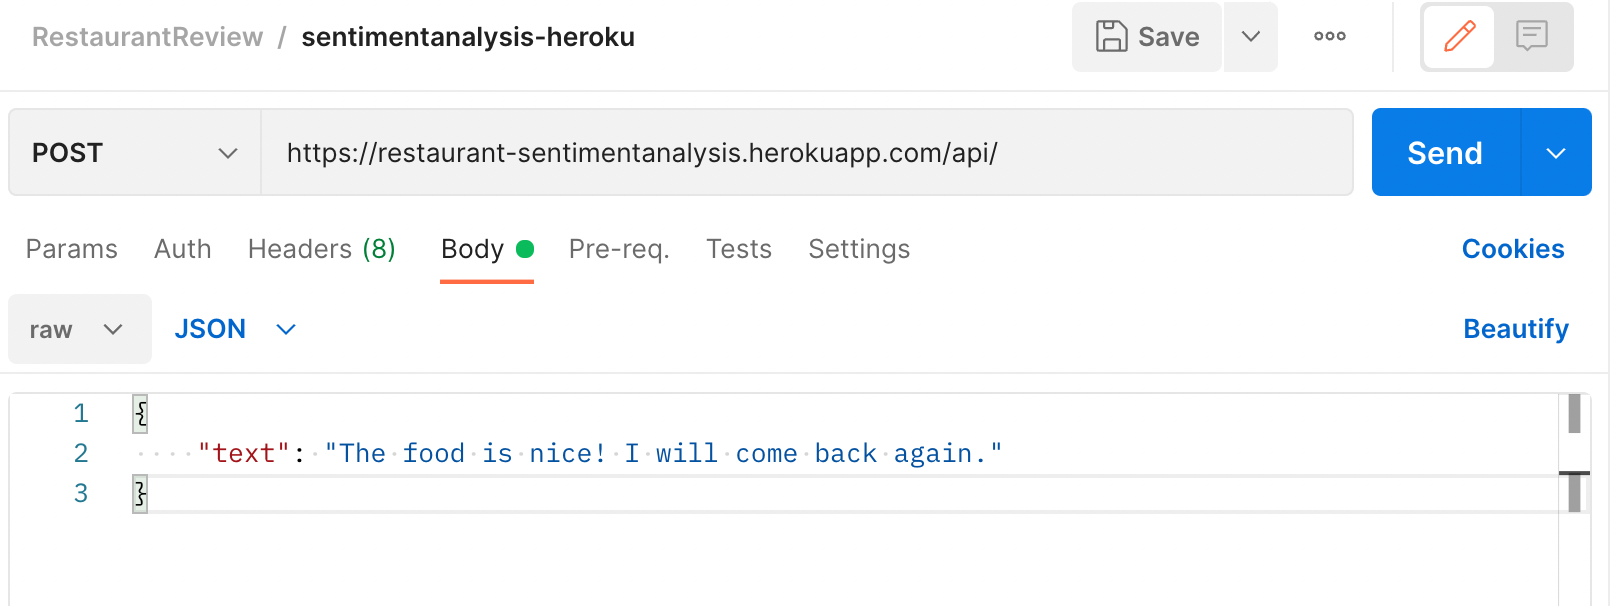 RestaurantReview / sentimentanalysis-heroku
Save
POST
https://restaurant-sentimentanalysis.herokuapp.com/api/
Send
Params Auth Headers (8) Body Pre-req. Tests Settings Cookies
raw JSON Beautify
1 {
2 "text": "The food is nice! I will come back again."
3 }